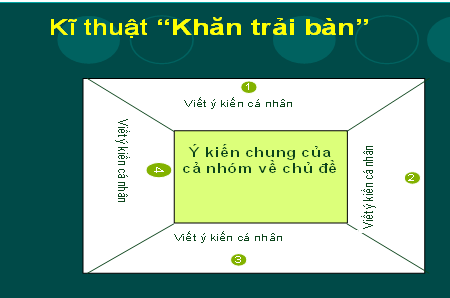 Kĩ thuật “Khăn trải bàn”
1
Viết ý kiến cá nhân
Viết ý kiến cá nhân
4
Ý kiến chung của
cả nhóm về chủ đề
2
Viết ý kiến cá nhân
Viết ý kiến cá nhân
3